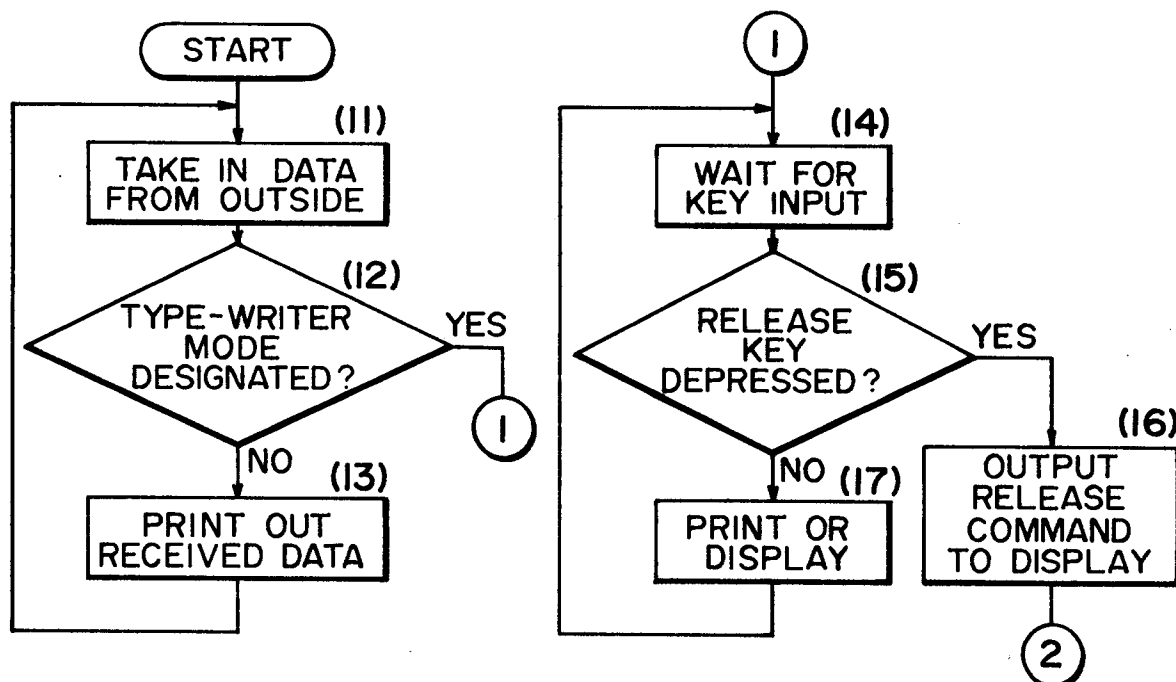 START
(11)
TAKE IN DATA
FROM OUTSIDE
(12)
TYPE-WRITER
MODE
DESIGNATED?
YES
1
NO
(13)
PRINT OUT
RECEIVED DATA
1
(14)
WAIT FOR
KEY INPUT
(15)
RELEASE
KEY
DEPRESSED?
YES
(16)
OUTPUT
RELEASE
COMMAND
TO DISPLAY
NO
(17)
PRINT OR
DISPLAY
2